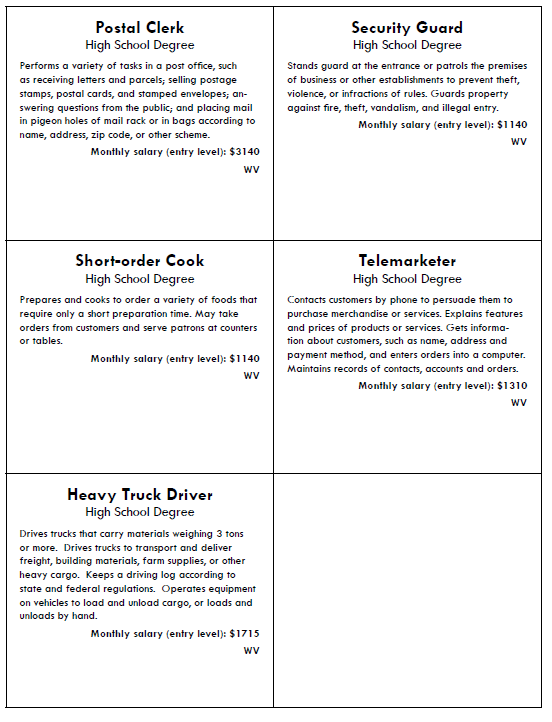 Postal Clerk
High School Degree
Performs a variety of tasks in a post office, such
as receiving letters and parcels; selling postage
stamps, postal cards, and stamped envelopes; an-
swering questions from the public; and placing mail
in pigeon holes of mail rack or in bags according to
name, address, zip code, or other scheme.
Monthly salary (entry level): $3140
WV
Security Guard
High School Degree
Stands guard at the entrance or patrols the premises
of business or other establishments to prevent theft,
violence, or infractions of rules. Guards property
against fire, theft, vandalism, and illegal entry.
Monthly salary (entry level): $1140
WV
Short-order Cook
High School Degree
Prepares and cooks to order a variety of foods that
require only a short preparation time. May take
orders from customers and serve patrons at counters
or tables.
Monthly salary (entry level): $1140
WV
Telemarketer
High School Degree
Contacts customers by phone to persuade them to
purchase merchandise or services. Explains features
and prices of products or services. Gets informa-
tion about customers, such as name, address and
payment method, and enters orders into a computer.
Maintains records of contacts, accounts and orders.
Monthly salary (entry level): $1310
WV
Heavy Truck Driver
High School Degree
Drives trucks that carry materials weighing 3 tons
or more.  Drives trucks to transport and deliver
freight, building materials, farm supplies, or other
heavy cargo.  Keeps a driving log according to
state and federal regulations.  Operates equipment
on vehicles to load and unload cargo, or loads and
unloads by hand.
Monthly salary (entry level): $1715
WV